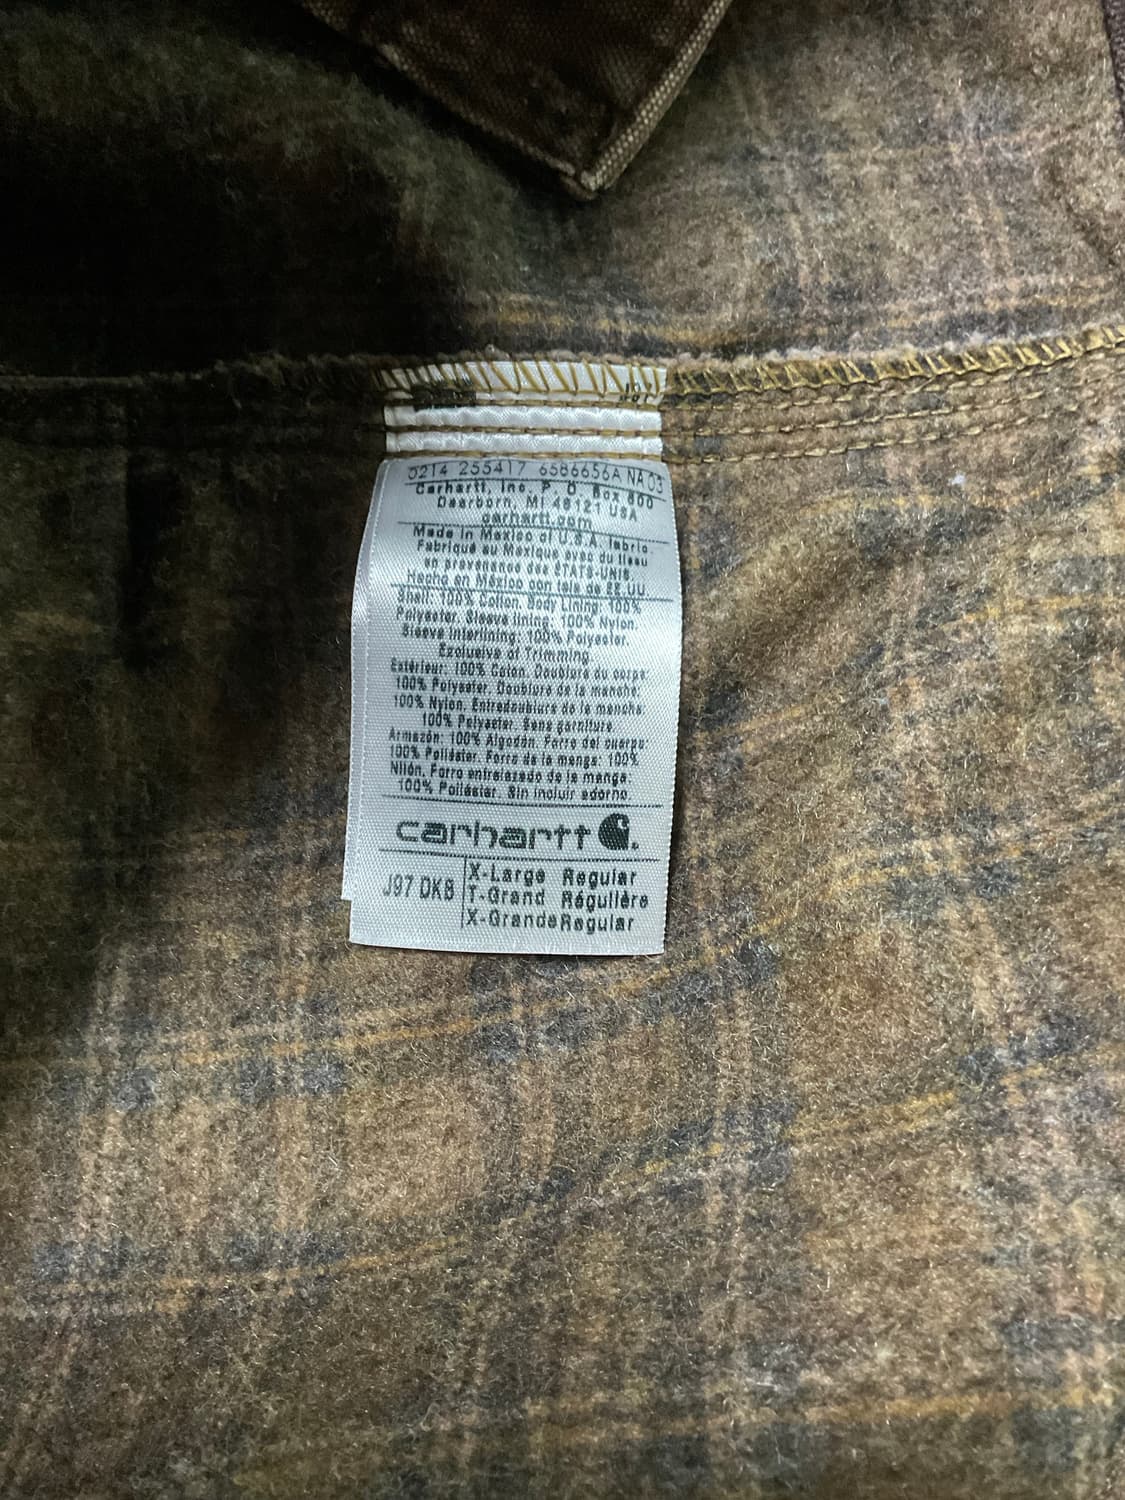 0214 255417 6586656A NA03
Carhartt, Inc. P. O. Box 600
Dearborn, MI 48121 USA
carhartt.com
Made in Mexico of U.S.A. fabric
Fabriqué au Mexique avec du tissu
en provenance des ÉTATS-UNIS.
Hecho en México con tela de EE.UU.
Shell: 100% Cotton. Body Lining: 100%
Polyester. Sleeve lining: 100% Nylon.
Sleeve Interlining: 100% Polyester.
Exclusive of Trimming
Extérieur: 100% Coton. Doublure du corps:
100% Polyester. Doublure de la manche:
100% Nylon. Entredoublure de la manche:
100% Polyester. Sans garniture
Armazón: 100% Algodón. Forro del cuerpo:
100% Poliéster. Forro de la manga: 100%
Nilón. Forro entrelazado de la manga:
100% Poliéster. Sin incluir adorno.
carhartt
J97 DKB
X-Large Regular
T-Grand Régulière
X-Grande Regular